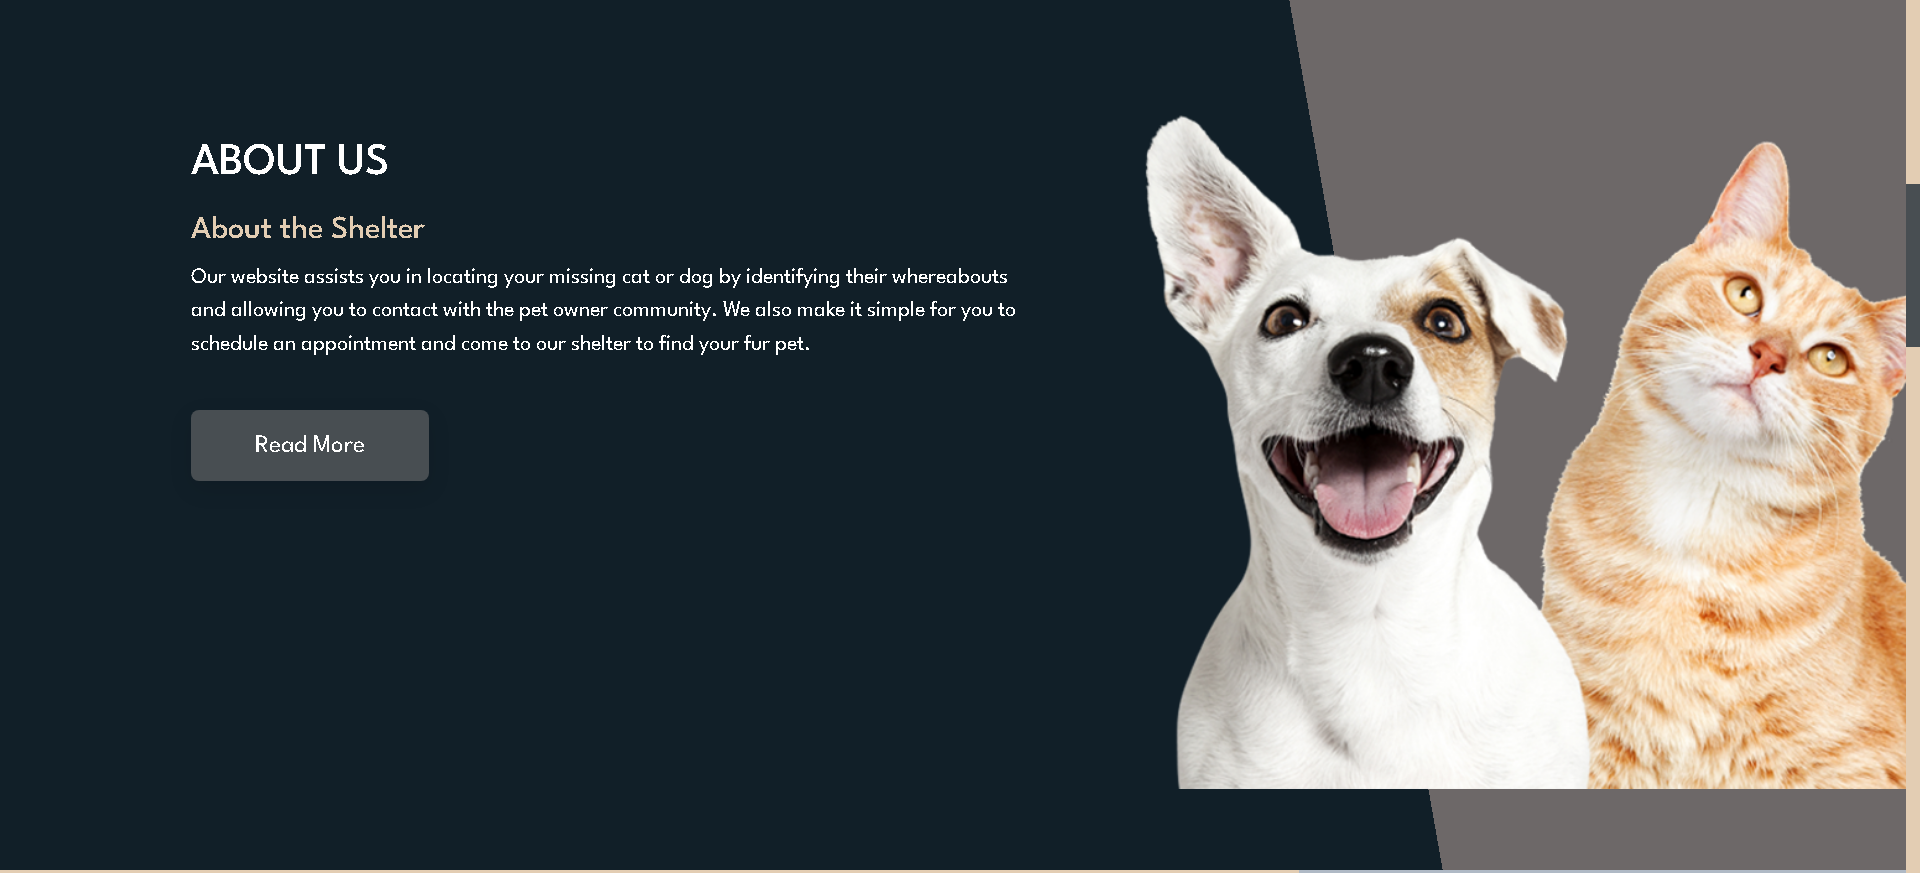 ABOUT US
About the Shelter
Our website assists you in locating your missing cat or dog by identifying their whereabouts
and allowing you to contact with the pet owner community. We also make it simple for you to
schedule an appointment and come to our shelter to find your fur pet.
Read More